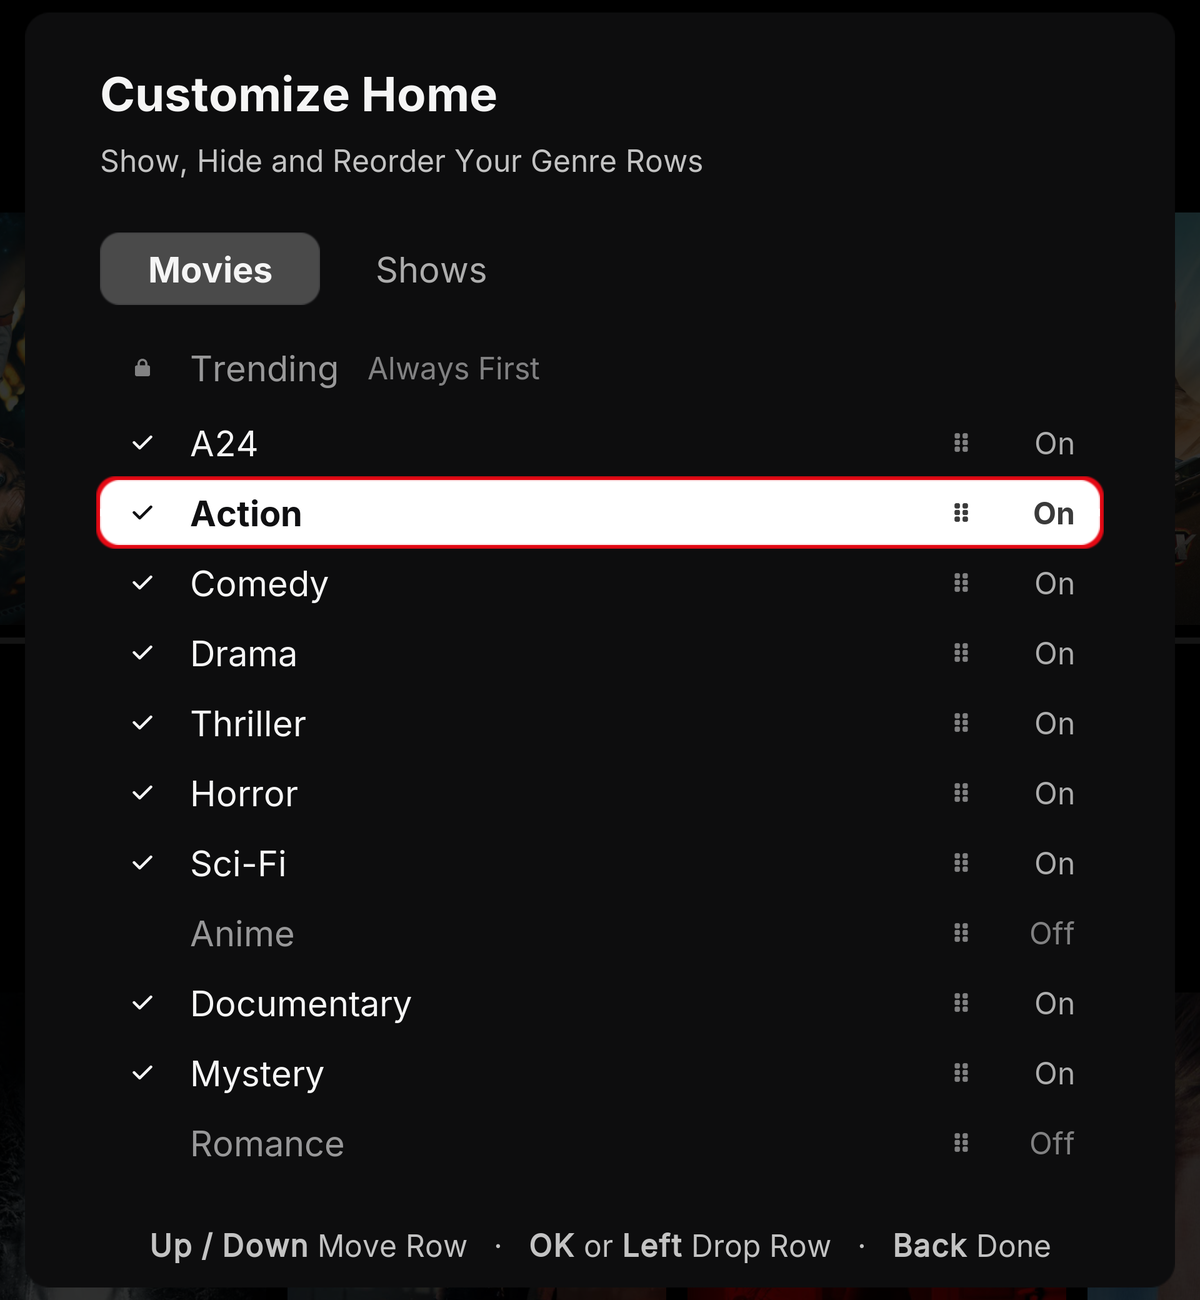 Customize Home
Show, Hide and Reorder Your Genre Rows
Movies Shows
Trending Always First
A24 On
Action On
Comedy On
Drama On
Thriller On
Horror On
Sci-Fi On
Anime Off
Documentary On
Mystery On
Romance Off
Up / Down Move Row · OK or Left Drop Row · Back Done